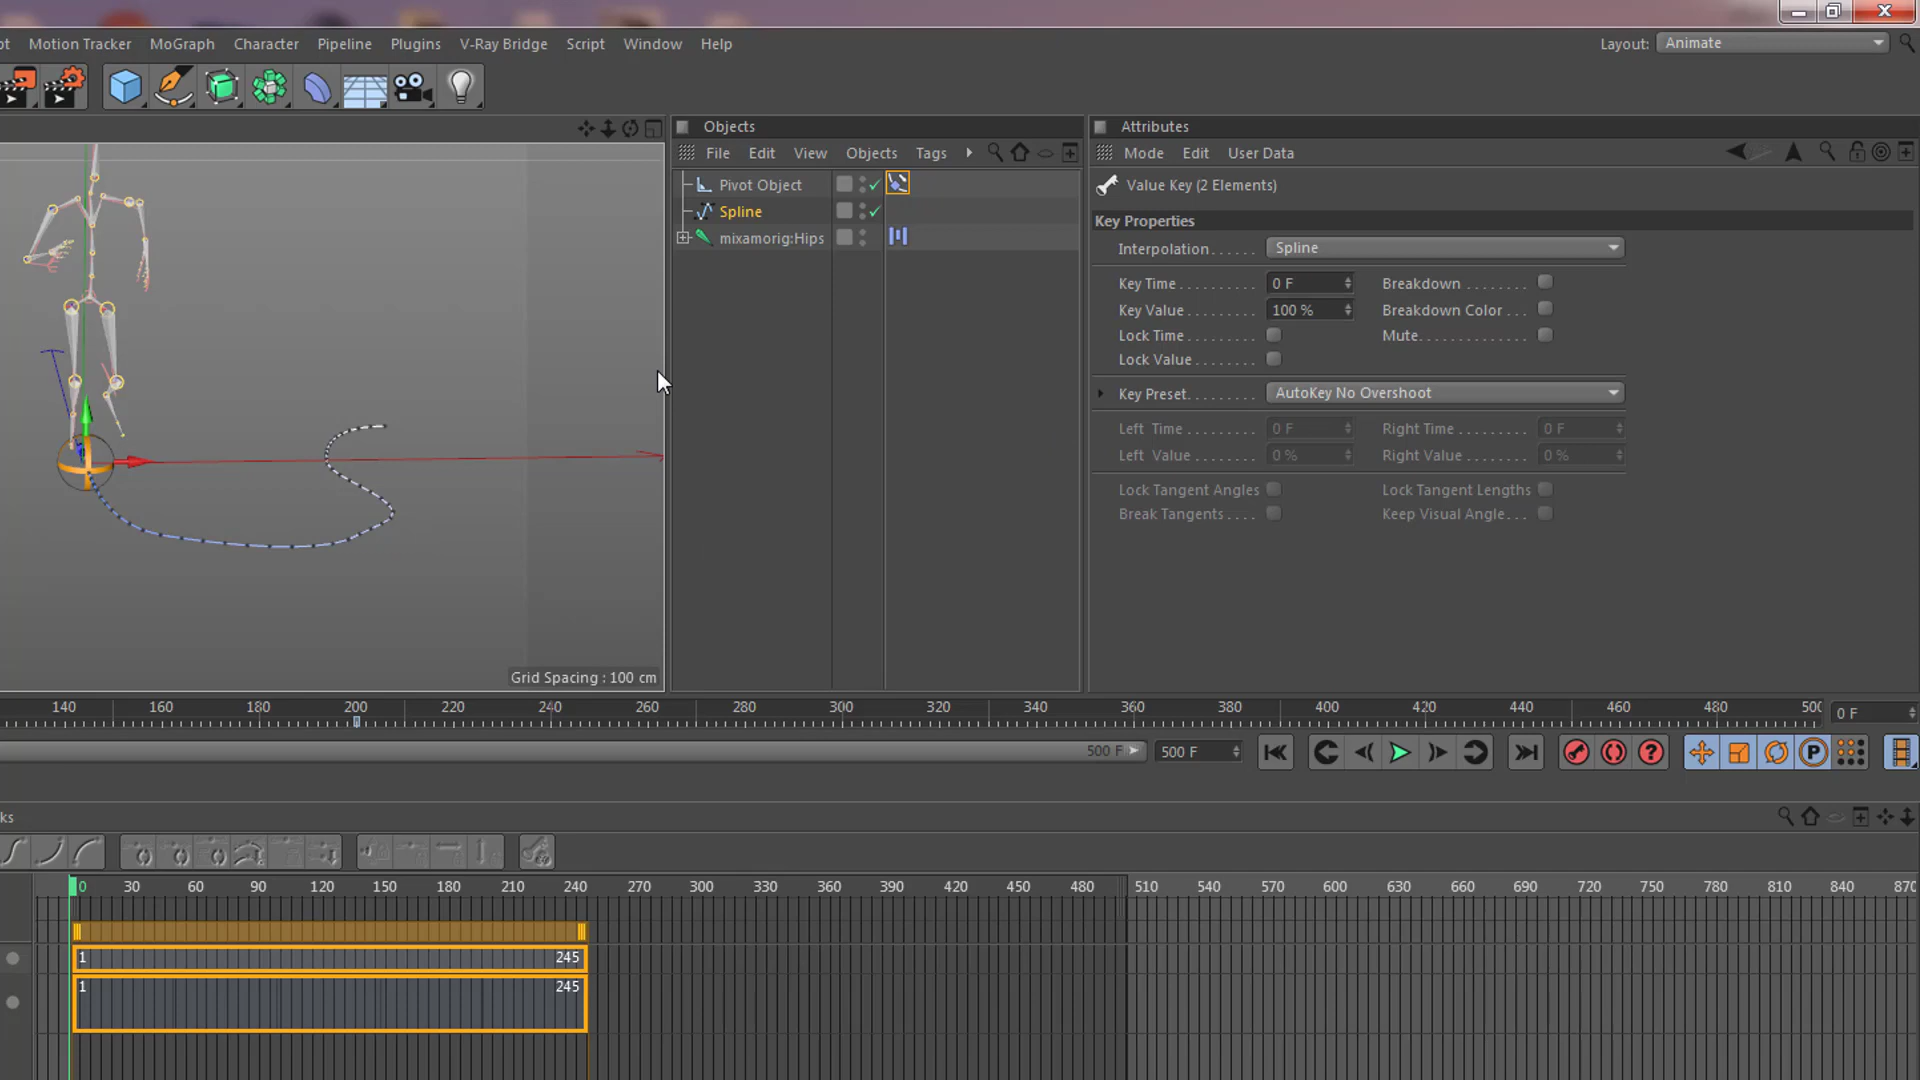 ot Motion Tracker MoGraph Character Pipeline Plugins V-Ray Bridge Script Window Help Layout: Animate
Objects
File Edit View Objects Tags
Pivot Object
Spline
mixamorig:Hips
Attributes
Mode Edit User Data
Value Key (2 Elements)
Key Properties
Interpolation . . . . . . Spline
Key Time . . . . . . . . . . 0 F Breakdown . . . . . . . .
Key Value . . . . . . . . . 100 % Breakdown Color . . .
Lock Time . . . . . . . . . Mute. . . . . . . . . . . . . .
Lock Value . . . . . . . .
Key Preset. . . . . . . . . AutoKey No Overshoot
Left Time . . . . . . . . . 0 F Right Time . . . . . . . . 0 F
Left Value . . . . . . . . 0 % Right Value . . . . . . . . 0 %
Lock Tangent Angles Lock Tangent Lengths
Break Tangents . . . . Keep Visual Angle. . .
Grid Spacing : 100 cm
140 160 180 200 220 240 260 280 300 320 340 360 380 400 420 440 460 480 500 0 F
500 F 500 F
P
ks
0 30 60 90 120 150 180 210 240 270 300 330 360 390 420 450 480 510 540 570 600 630 660 690 720 750 780 810 840 870
1 245
1 245